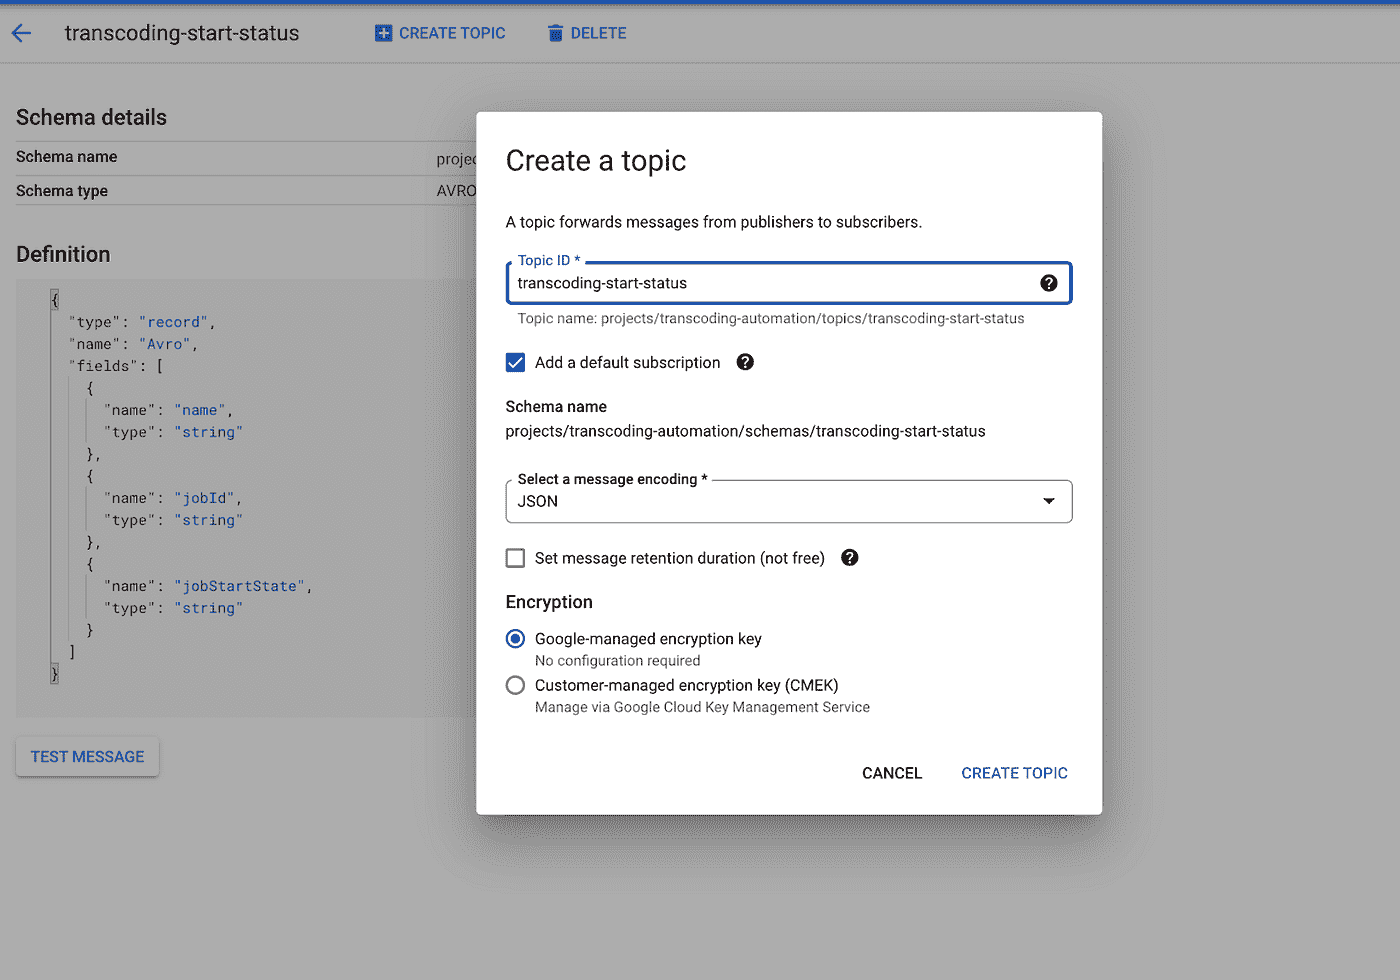 transcoding-start-status
CREATE TOPIC
DELETE
Schema details
Schema name
projec
Schema type
AVRO
Definition
{
"type": "record",
"name": "Avro",
"fields": [
{
"name": "name",
"type": "string"
},
{
"name": "jobId",
"type": "string"
},
{
"name": "jobStartState",
"type": "string"
}
]
}
TEST MESSAGE
Create a topic
A topic forwards messages from publishers to subscribers.
Topic ID *
transcoding-start-status
Topic name: projects/transcoding-automation/topics/transcoding-start-status
Add a default subscription
Schema name
projects/transcoding-automation/schemas/transcoding-start-status
Select a message encoding *
JSON
Set message retention duration (not free)
Encryption
Google-managed encryption key
No configuration required
Customer-managed encryption key (CMEK)
Manage via Google Cloud Key Management Service
CANCEL
CREATE TOPIC